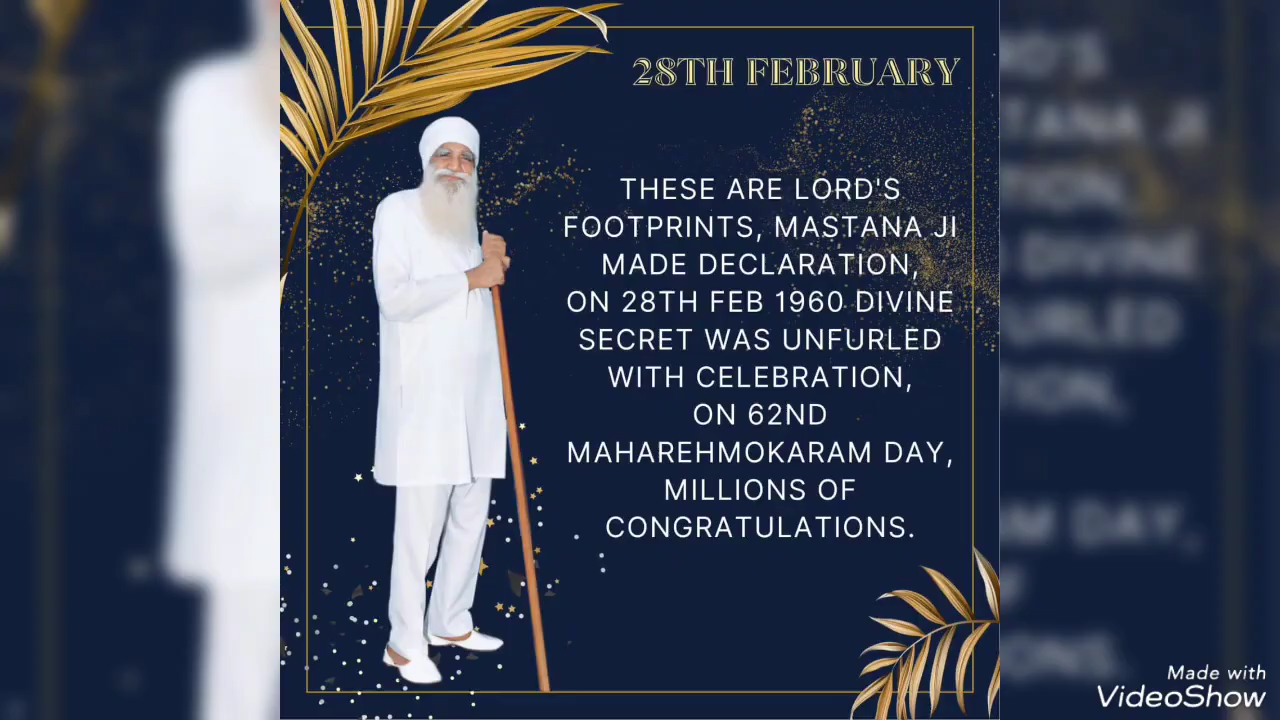 28TH FEBRUARY
THESE ARE LORD'S
FOOTPRINTS, MASTANA JI
MADE DECLARATION,
ON 28TH FEB 1960 DIVINE
SECRET WAS UNFURLED
WITH CELEBRATION,
ON 62ND
MAHAREHMOKARAM DAY,
MILLIONS OF
CONGRATULATIONS.
Made with
VideoShow